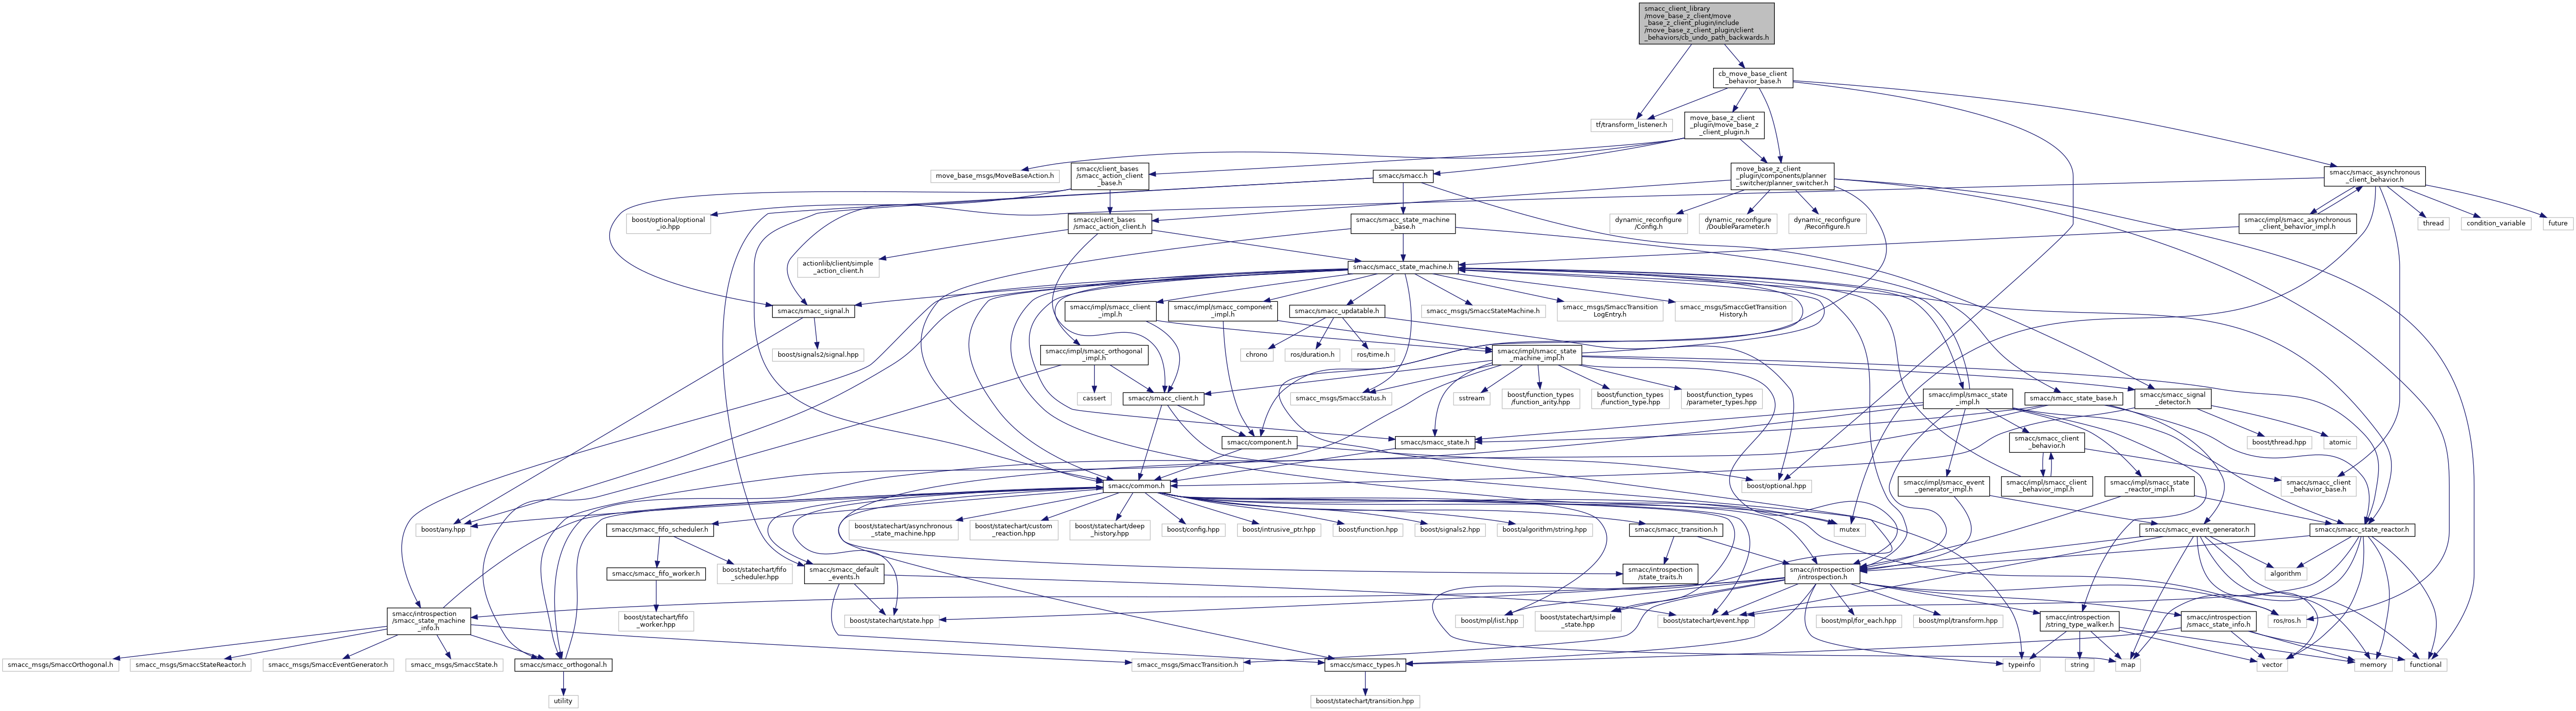 smacc_client_library
/move_base_z_client/move
_base_z_client_plugin/include
/move_base_z_client_plugin/client
_behaviors/cb_undo_path_backwards.h
cb_move_base_client
_behavior_base.h
tf/transform_listener.h
move_base_z_client
_plugin/move_base_z
_client_plugin.h
move_base_msgs/MoveBaseAction.h
smacc/client_bases
/smacc_action_client
_base.h
smacc/smacc.h
move_base_z_client
_plugin/components/planner
_switcher/planner_switcher.h
smacc/smacc_asynchronous
_client_behavior.h
boost/optional/optional
_io.hpp
smacc/client_bases
/smacc_action_client.h
smacc/smacc_state_machine
_base.h
dynamic_reconfigure
/Config.h
dynamic_reconfigure
/DoubleParameter.h
dynamic_reconfigure
/Reconfigure.h
smacc/impl/smacc_asynchronous
_client_behavior_impl.h
thread
condition_variable
future
actionlib/client/simple
_action_client.h
smacc/smacc_state_machine.h
smacc/smacc_signal.h
smacc/impl/smacc_client
_impl.h
smacc/impl/smacc_component
_impl.h
smacc/smacc_updatable.h
smacc_msgs/SmaccStateMachine.h
smacc_msgs/SmaccTransition
LogEntry.h
smacc_msgs/SmaccGetTransition
History.h
boost/signals2/signal.hpp
smacc/impl/smacc_orthogonal
_impl.h
chrono
ros/duration.h
ros/time.h
smacc/impl/smacc_state
_machine_impl.h
cassert
smacc/smacc_client.h
smacc_msgs/SmaccStatus.h
sstream
boost/function_types
/function_arity.hpp
boost/function_types
/function_type.hpp
boost/function_types
/parameter_types.hpp
smacc/impl/smacc_state
_impl.h
smacc/smacc_state_base.h
smacc/smacc_signal
_detector.h
smacc/component.h
smacc/smacc_state.h
smacc/smacc_client
_behavior.h
boost/thread.hpp
atomic
smacc/common.h
boost/optional.hpp
smacc/impl/smacc_event
_generator_impl.h
smacc/impl/smacc_client
_behavior_impl.h
smacc/impl/smacc_state
_reactor_impl.h
smacc/smacc_client
_behavior_base.h
boost/any.hpp
smacc/smacc_fifo_scheduler.h
boost/statechart/asynchronous
_state_machine.hpp
boost/statechart/custom
_reaction.hpp
boost/statechart/deep
_history.hpp
boost/config.hpp
boost/intrusive_ptr.hpp
boost/function.hpp
boost/signals2.hpp
boost/algorithm/string.hpp
smacc/smacc_transition.h
mutex
smacc/smacc_event_generator.h
smacc/smacc_state_reactor.h
smacc/smacc_fifo_worker.h
boost/statechart/fifo
_scheduler.hpp
smacc/smacc_default
_events.h
smacc/introspection
/state_traits.h
smacc/introspection
/introspection.h
algorithm
smacc/introspection
/smacc_state_machine
_info.h
boost/statechart/fifo
_worker.hpp
boost/statechart/state.hpp
boost/mpl/list.hpp
boost/statechart/simple
_state.hpp
boost/statechart/event.hpp
boost/mpl/for_each.hpp
boost/mpl/transform.hpp
smacc/introspection
/string_type_walker.h
smacc/introspection
/smacc_state_info.h
ros/ros.h
smacc_msgs/SmaccOrthogonal.h
smacc_msgs/SmaccStateReactor.h
smacc_msgs/SmaccEventGenerator.h
smacc_msgs/SmaccState.h
smacc/smacc_orthogonal.h
smacc_msgs/SmaccTransition.h
smacc/smacc_types.h
typeinfo
string
map
vector
memory
functional
utility
boost/statechart/transition.hpp